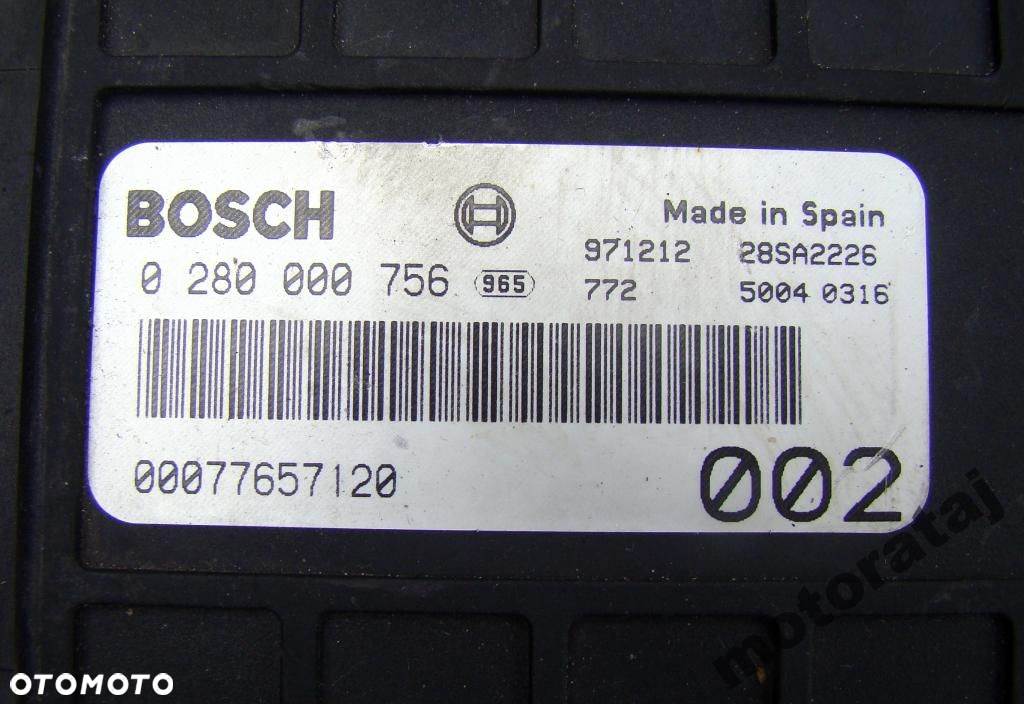 BOSCH
Made in Spain
971212 28SA2226
0 280 000 756 965 772 5004 0316
00077657120
002
motorataj
OTOMOTO